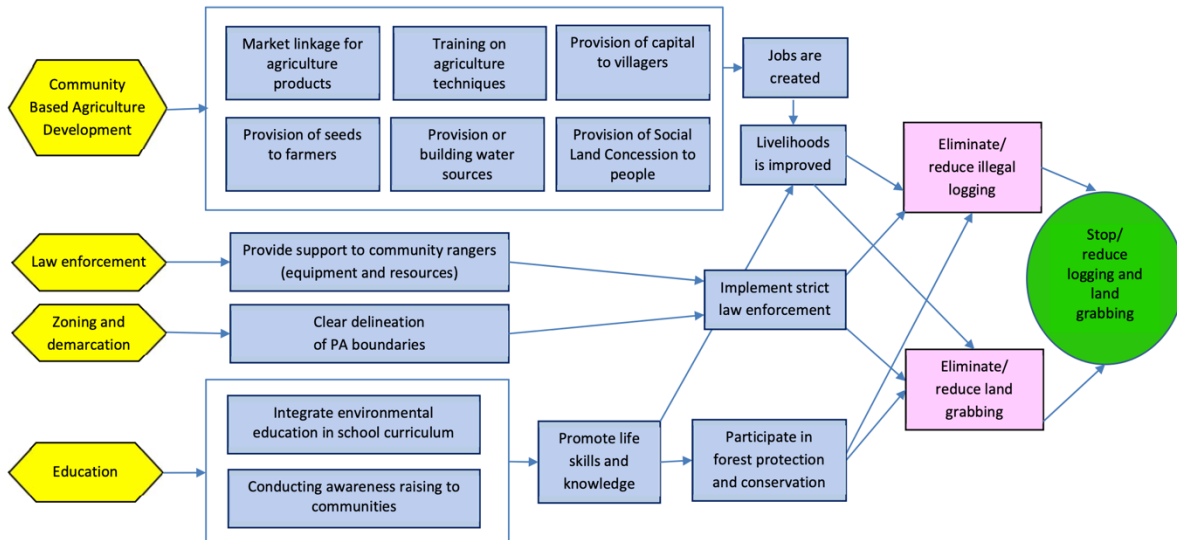 Community
Based Agriculture
Development
Market linkage for
agriculture
products
Training on
agriculture
techniques
Provision of capital
to villagers
Provision of seeds
to farmers
Provision or
building water
sources
Provision of Social
Land Concession to
people
Jobs are
created
Livelihoods
is improved
Eliminate/
reduce illegal
logging
Law enforcement
Provide support to community rangers
(equipment and resources)
Zoning and
demarcation
Clear delineation
of PA boundaries
Implement strict
law enforcement
Stop/
reduce
logging and
land
grabbing
Eliminate/
reduce land
grabbing
Education
Integrate environmental
education in school curriculum
Conducting awareness raising to
communities
Promote life
skills and
knowledge
Participate in
forest protection
and conservation